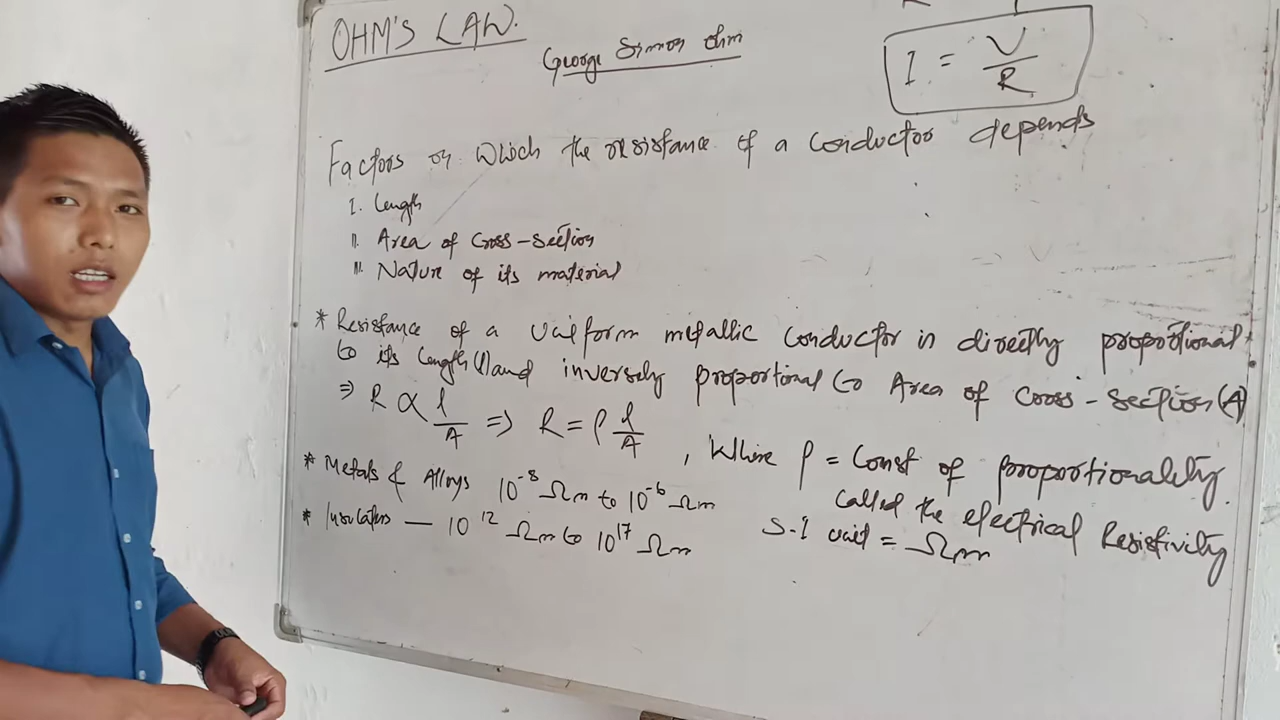 OHM'S LAW.
George Simon Ohm
I = V/R
Factors on which the resistance of a conductor depends
I. Length
II. Area of Cross-section
III. Nature of its material
* Resistance of a uniform metallic conductor in directly proportional
to its length (l) and inversely proportional to Area of Cross-section (A)
⇒ R ∝ l/A ⇒ R = ρ l/A , Where ρ = Const of proportionality.
called the electrical Resistivity
* Metals & Alloys 10⁻⁸ Ωm to 10⁻⁶ Ωm
S.I unit = Ωm
* Insulators — 10¹² Ωm to 10¹⁷ Ωm